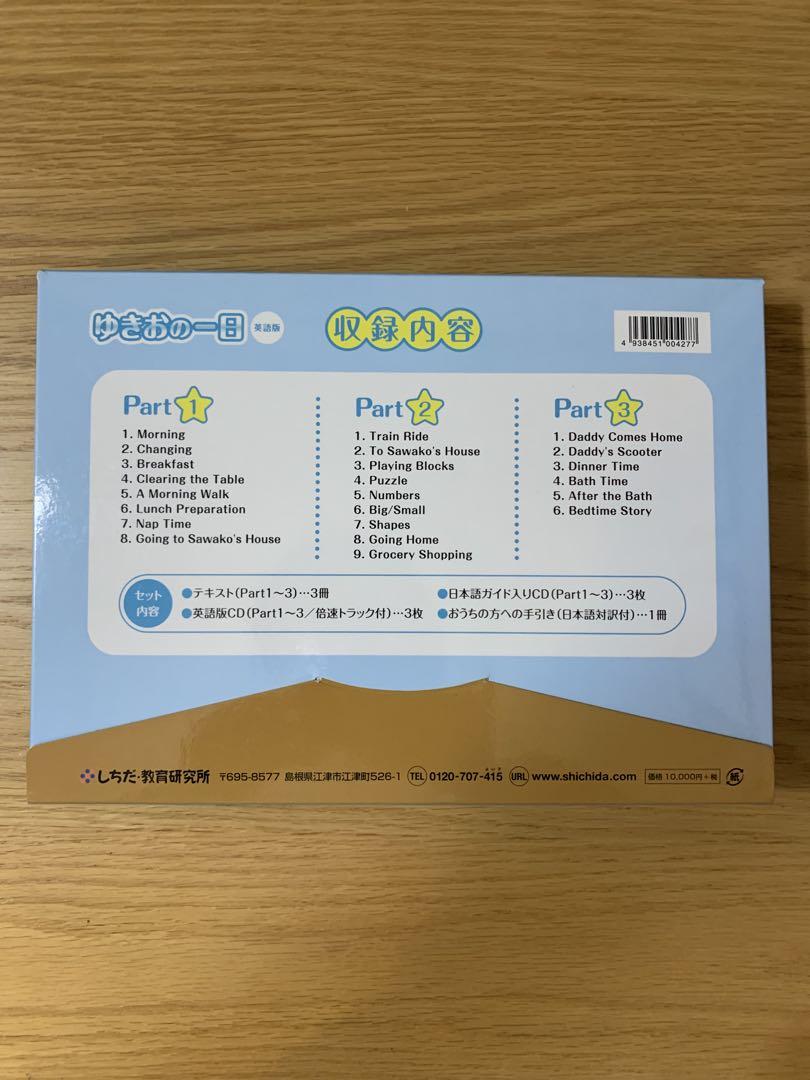 ゆきおの一日 英語版
収録内容
4 938451 004277
Part 1
1. Morning
2. Changing
3. Breakfast
4. Clearing the Table
5. A Morning Walk
6. Lunch Preparation
7. Nap Time
8. Going to Sawako's House
Part 2
1. Train Ride
2. To Sawako's House
3. Playing Blocks
4. Puzzle
5. Numbers
6. Big/Small
7. Shapes
8. Going Home
9. Grocery Shopping
Part 3
1. Daddy Comes Home
2. Daddy's Scooter
3. Dinner Time
4. Bath Time
5. After the Bath
6. Bedtime Story
セット
内容
●テキスト(Part1~3)…3冊
●日本語ガイド入りCD(Part1~3)…3枚
●英語版CD(Part1~3/倍速トラック付)…3枚
●おうちの方への手引き(日本語対訳付)…1冊
しちだ・教育研究所 〒695-8577 島根県江津市江津町526-1 TEL 0120-707-415 URL www.shichida.com 価格 10,000円+税 紙